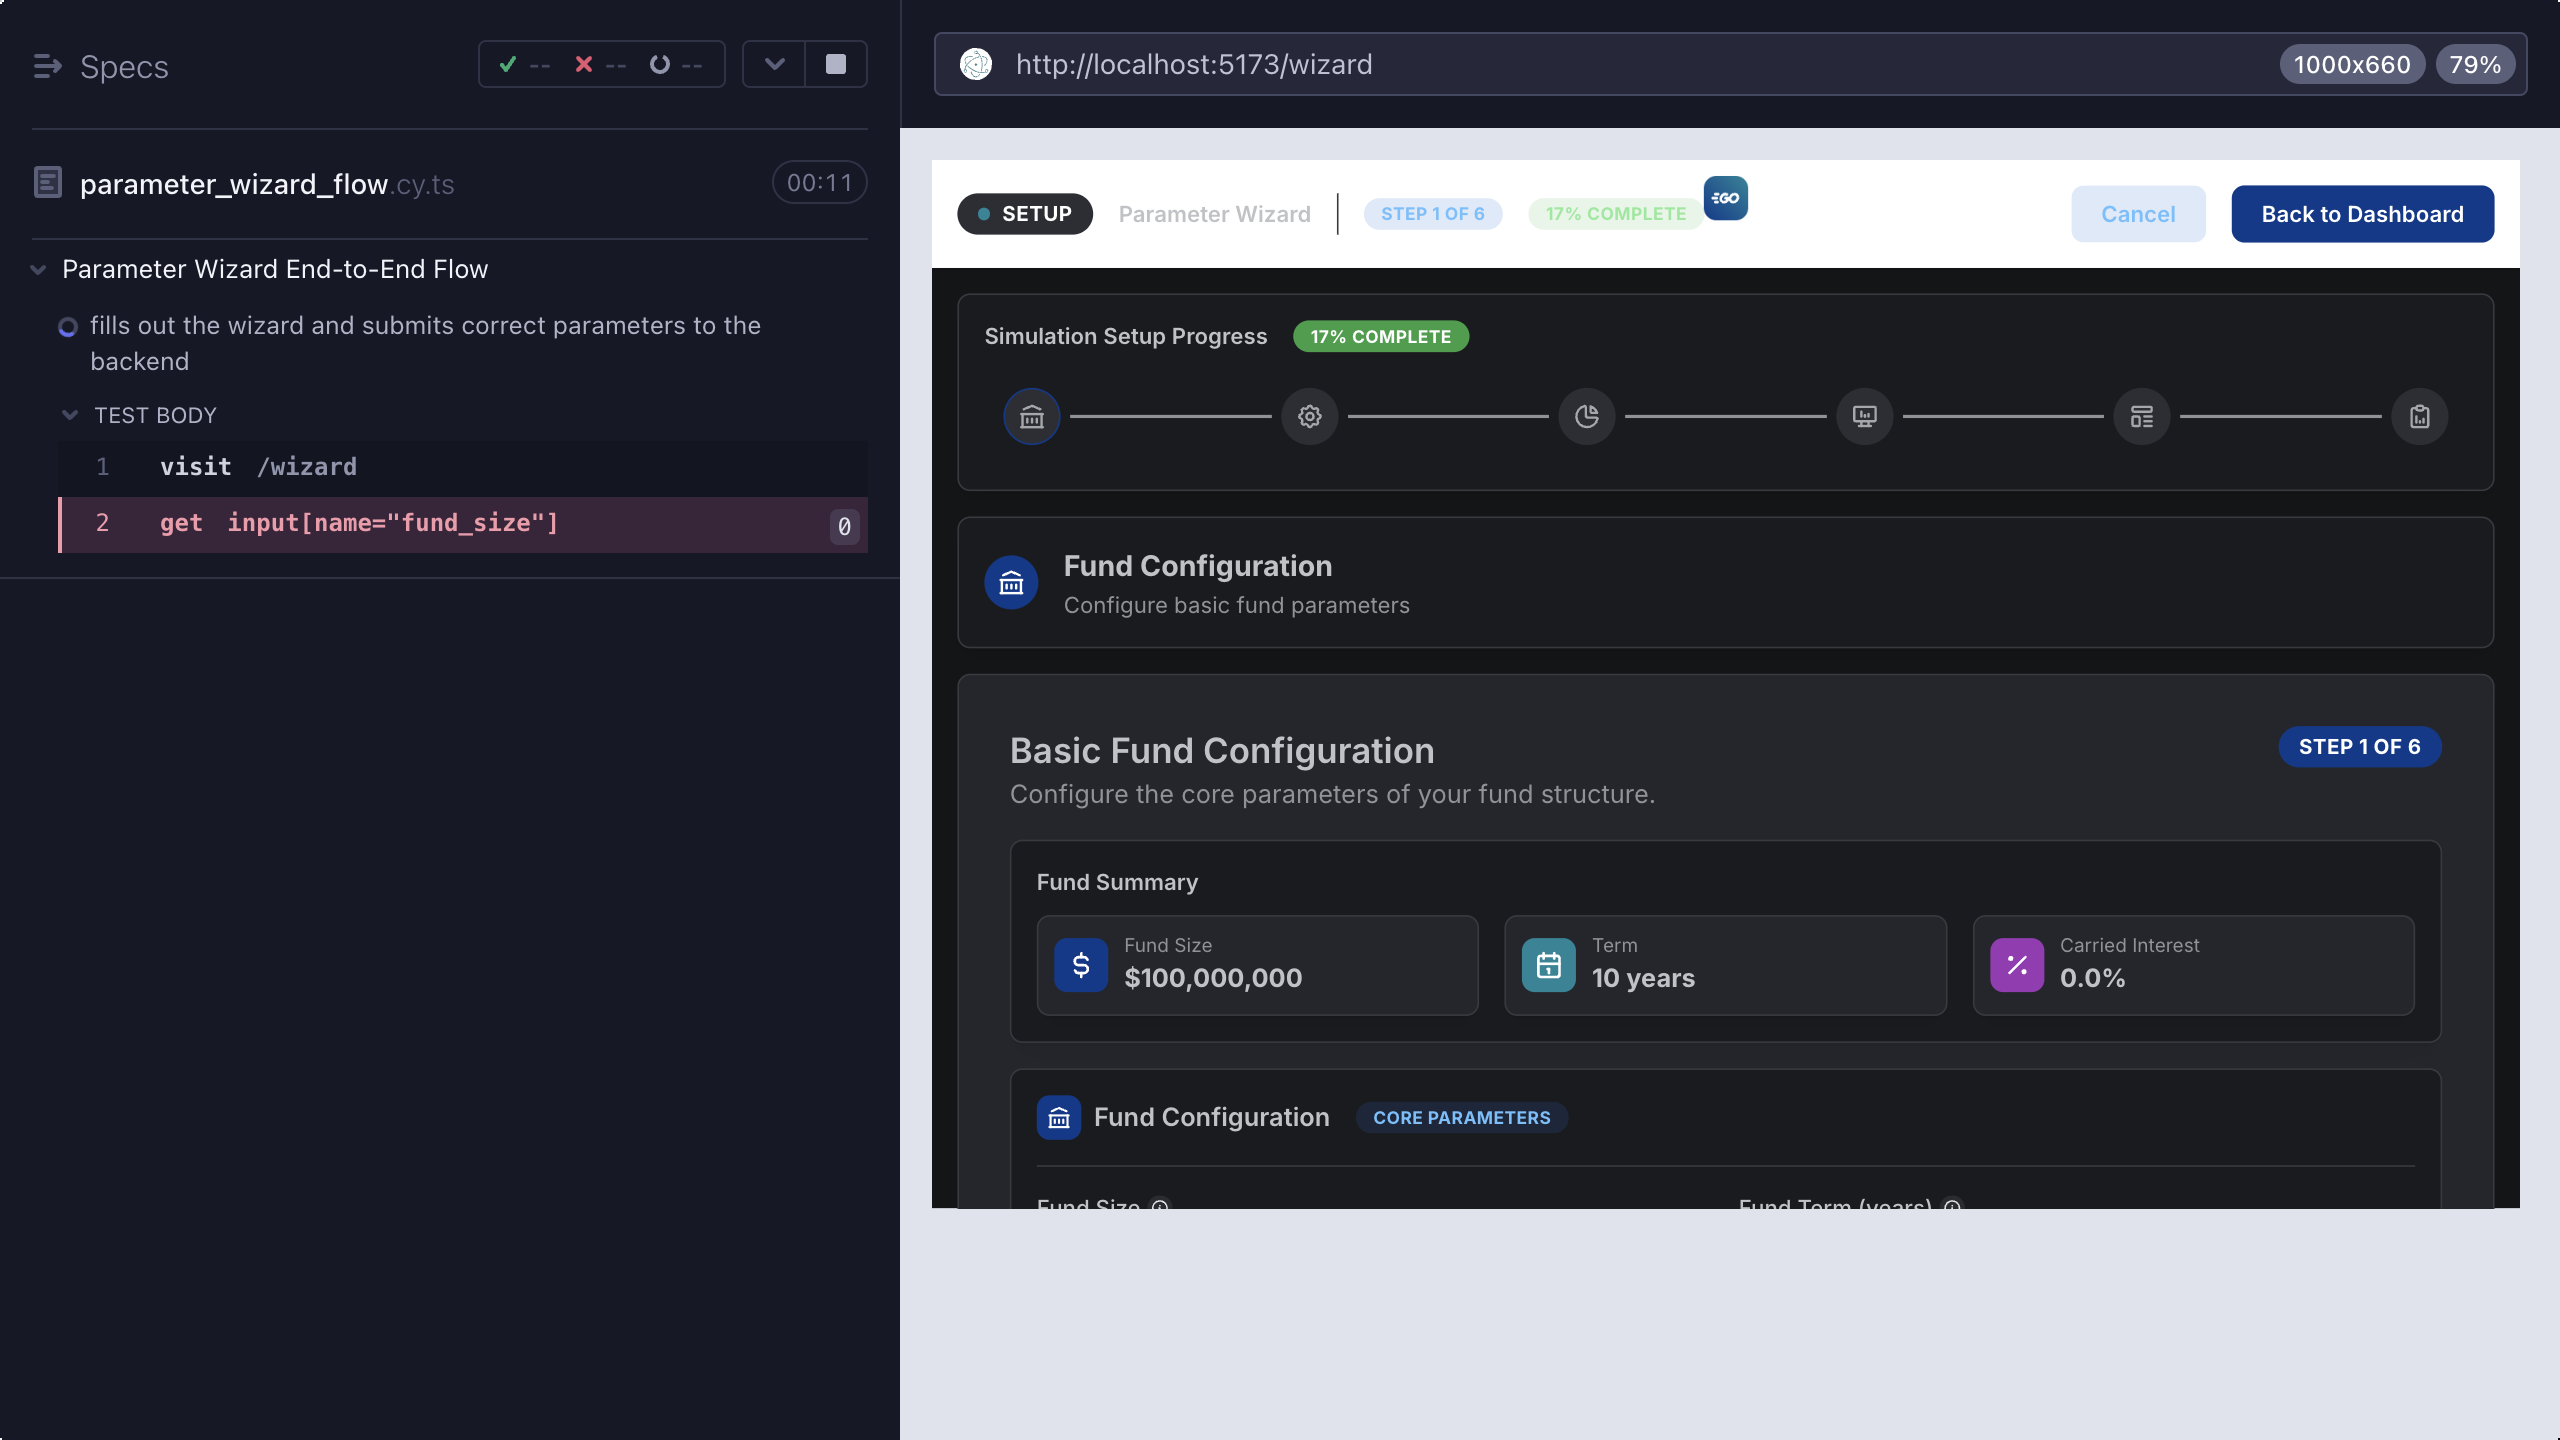 Specs
-- -- --
parameter_wizard_flow.cy.ts
00:11
Parameter Wizard End-to-End Flow
fills out the wizard and submits correct parameters to the
backend
TEST BODY
1 visit /wizard
2 get input[name="fund_size"] 0
http://localhost:5173/wizard
1000x660
79%
SETUP
Parameter Wizard
STEP 1 OF 6
17% COMPLETE
GO
Cancel
Back to Dashboard
Simulation Setup Progress
17% COMPLETE
Fund Configuration
Configure basic fund parameters
Basic Fund Configuration
STEP 1 OF 6
Configure the core parameters of your fund structure.
Fund Summary
Fund Size
$100,000,000
Term
10 years
Carried Interest
0.0%
Fund Configuration
CORE PARAMETERS
Fund Size
Fund Term (years)